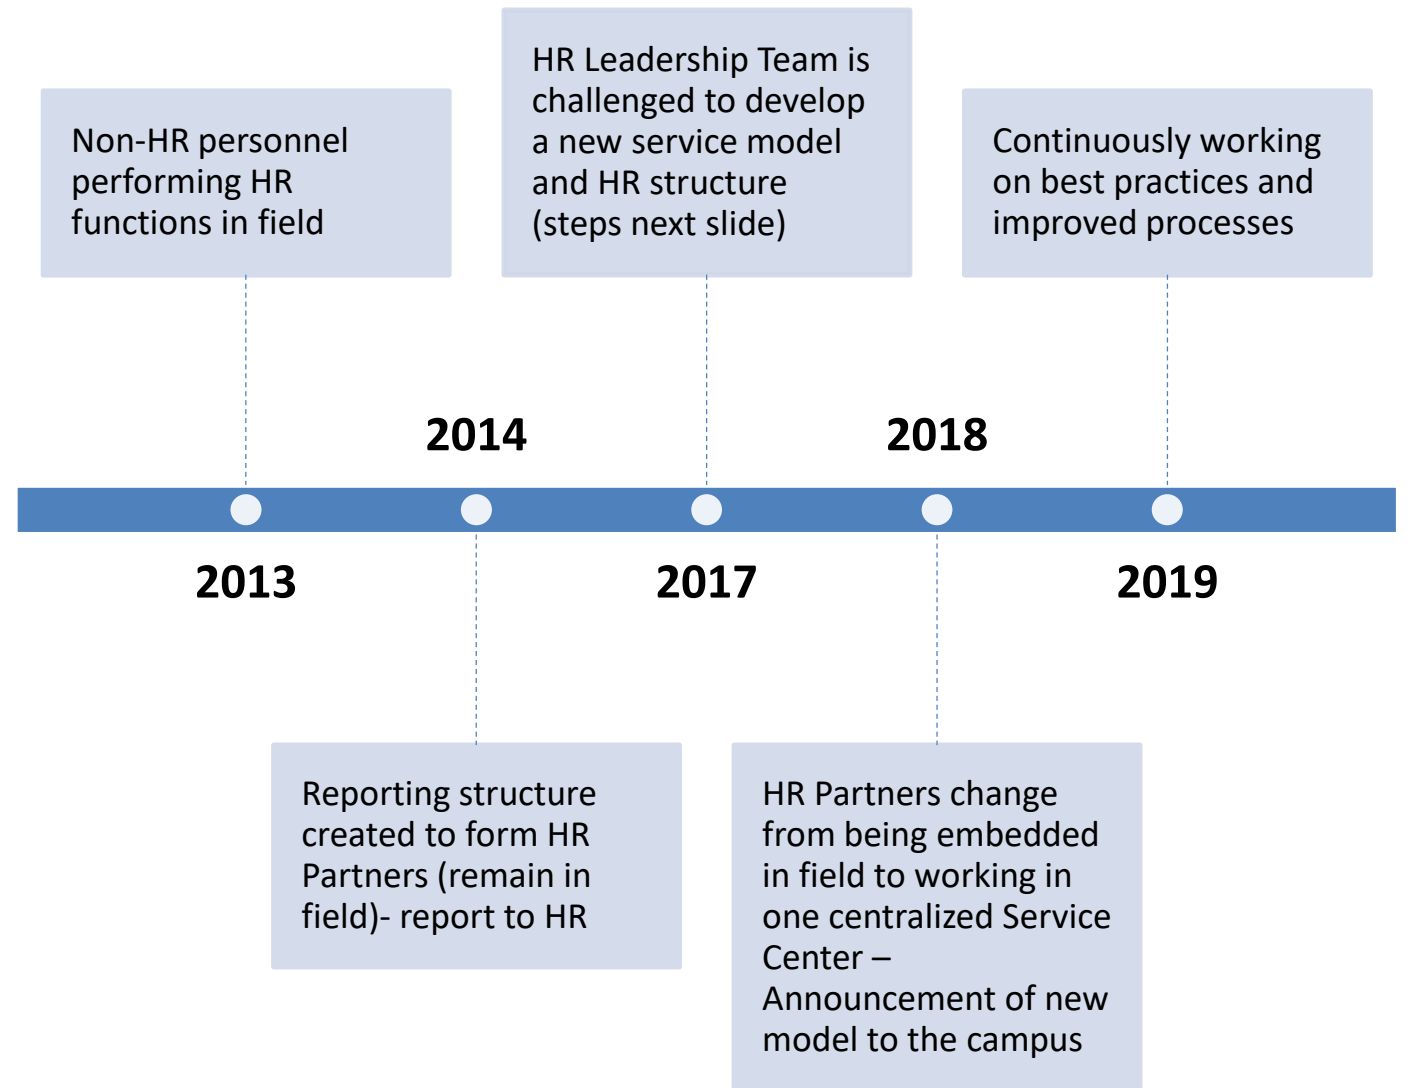 Non-HR personnel
performing HR
functions in field
HR Leadership Team is
challenged to develop
a new service model
and HR structure
(steps next slide)
Continuously working
on best practices and
improved processes
2014
2018
2013
2017
2019
Reporting structure
created to form HR
Partners (remain in
field)- report to HR
HR Partners change
from being embedded
in field to working in
one centralized Service
Center –
Announcement of new
model to the campus